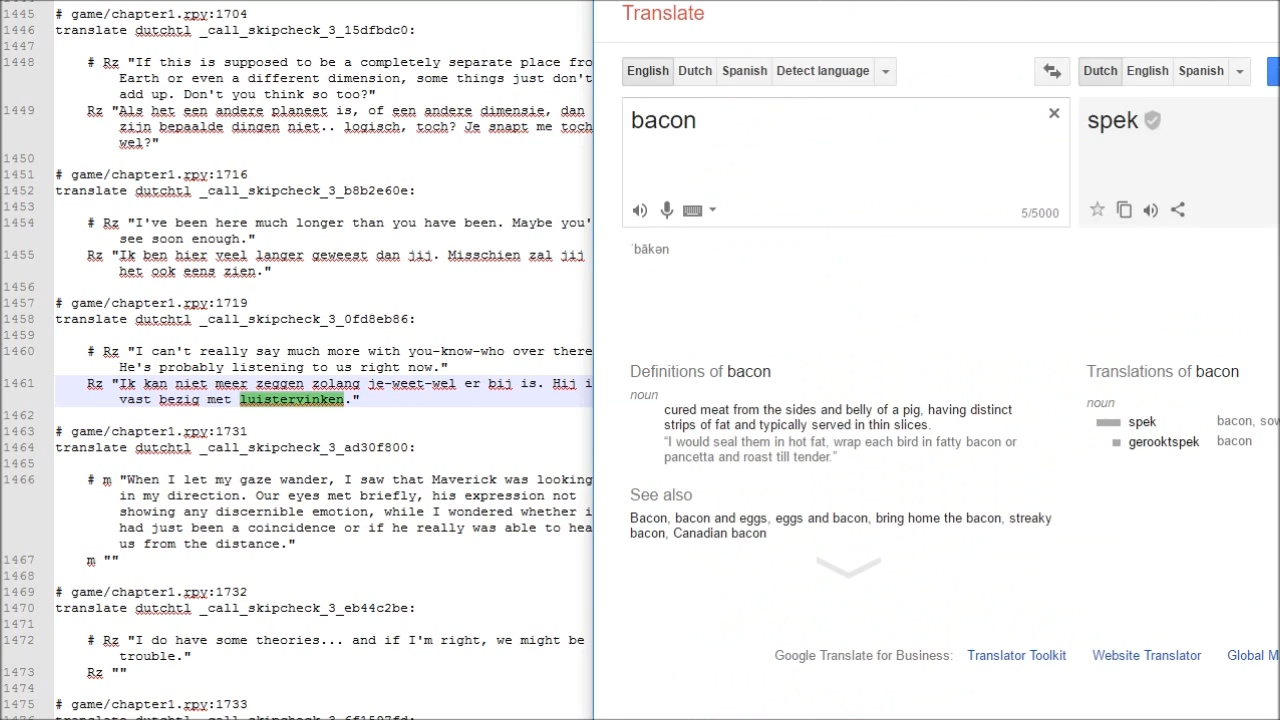 1445 # game/chapter1.rpy:1704
1446 translate dutchtl _call_skipcheck_3_15dfbdc0:
1447
1448 # Rz "If this is supposed to be a completely separate place from
Earth or even a different dimension, some things just don't
add up. Don't you think so too?"
1449 Rz "Als het een andere planeet is, of een andere dimensie, dan
zijn bepaalde dingen niet.. logisch, toch? Je snapt me toch
wel?"
1450
1451 # game/chapter1.rpy:1716
1452 translate dutchtl _call_skipcheck_3_b8b2e60e:
1453
1454 # Rz "I've been here much longer than you have been. Maybe you'
see soon enough."
1455 Rz "Ik ben hier veel langer geweest dan jij. Misschien zal jij
het ook eens zien."
1456
1457 # game/chapter1.rpy:1719
1458 translate dutchtl _call_skipcheck_3_0fd8eb86:
1459
1460 # Rz "I can't really say much more with you-know-who over there
He's probably listening to us right now."
1461 Rz "Ik kan niet meer zeggen zolang je-weet-wel er bij is. Hij i
vast bezig met luistervinken."
1462
1463 # game/chapter1.rpy:1731
1464 translate dutchtl _call_skipcheck_3_ad30f800:
1465
1466 # m "When I let my gaze wander, I saw that Maverick was looking
in my direction. Our eyes met briefly, his expression not
showing any discernible emotion, while I wondered whether i
had just been a coincidence or if he really was able to hea
us from the distance."
1467 m ""
1468
1469 # game/chapter1.rpy:1732
1470 translate dutchtl _call_skipcheck_3_eb44c2be:
1471
1472 # Rz "I do have some theories... and if I'm right, we might be
trouble."
1473 Rz ""
1474
1475 # game/chapter1.rpy:1733
Translate
English Dutch Spanish Detect language
Dutch English Spanish
bacon
5/5000
spek
ˈbākən
Definitions of bacon
noun
cured meat from the sides and belly of a pig, having distinct
strips of fat and typically served in thin slices.
"I would seal them in hot fat, wrap each bird in fatty bacon or
pancetta and roast till tender."
See also
Bacon, bacon and eggs, eggs and bacon, bring home the bacon, streaky
bacon, Canadian bacon
Translations of bacon
noun
spek bacon, sow
gerooktspek bacon
Google Translate for Business: Translator Toolkit Website Translator Global M